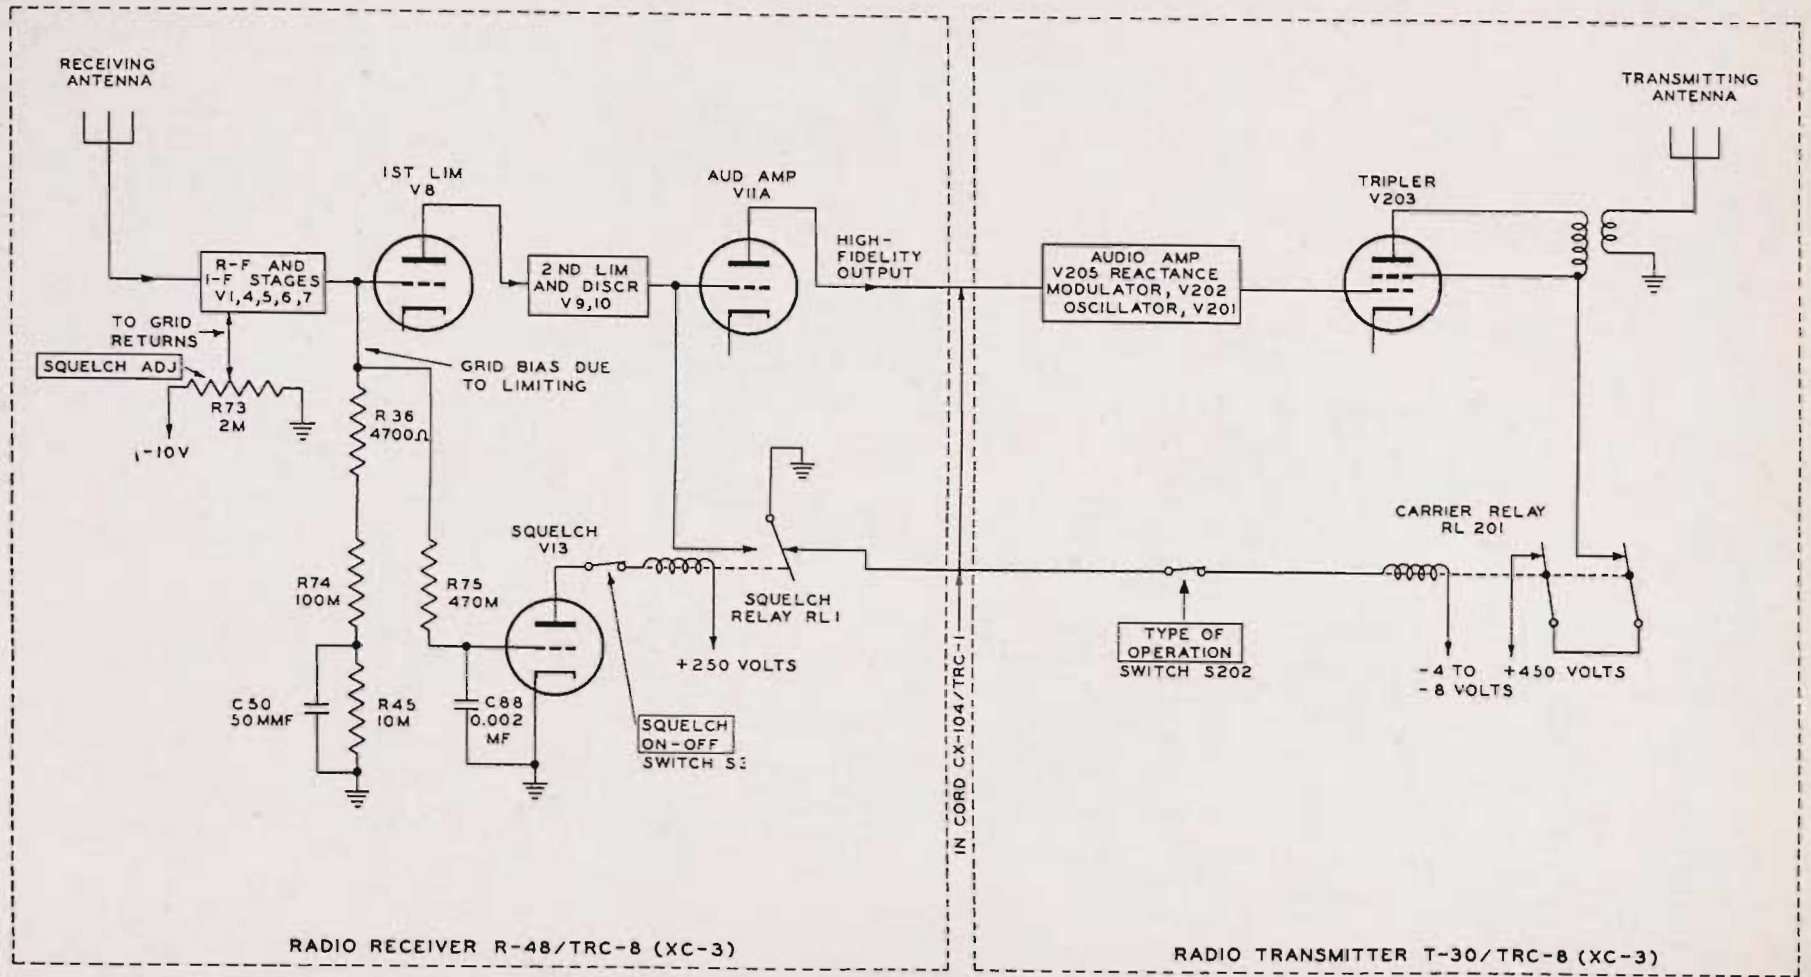 RECEIVING
ANTENNA
1ST LIM
V8
AUD AMP
V11A
R-F AND
I-F STAGES
V1,4,5,6,7
2ND LIM
AND DISCR
V9,10
HIGH-
FIDELITY
OUTPUT
TO GRID
RETURNS
SQUELCH ADJ
R73
2M
-10V
GRID BIAS DUE
TO LIMITING
R36
4700Ω
R74
100M
R75
470M
C50
50MMF
R45
10M
C88
0.002
MF
SQUELCH
V13
SQUELCH
RELAY RL1
+250 VOLTS
SQUELCH
ON-OFF
SWITCH S3
RADIO RECEIVER R-48/TRC-8 (XC-3)
IN CORD CX-104/TRC-1
TRANSMITTING
ANTENNA
TRIPLER
V203
AUDIO AMP
V205 REACTANCE
MODULATOR, V202
OSCILLATOR, V201
CARRIER RELAY
RL 201
TYPE OF
OPERATION
SWITCH S202
-4 TO
-8 VOLTS
+450 VOLTS
RADIO TRANSMITTER T-30/TRC-8 (XC-3)